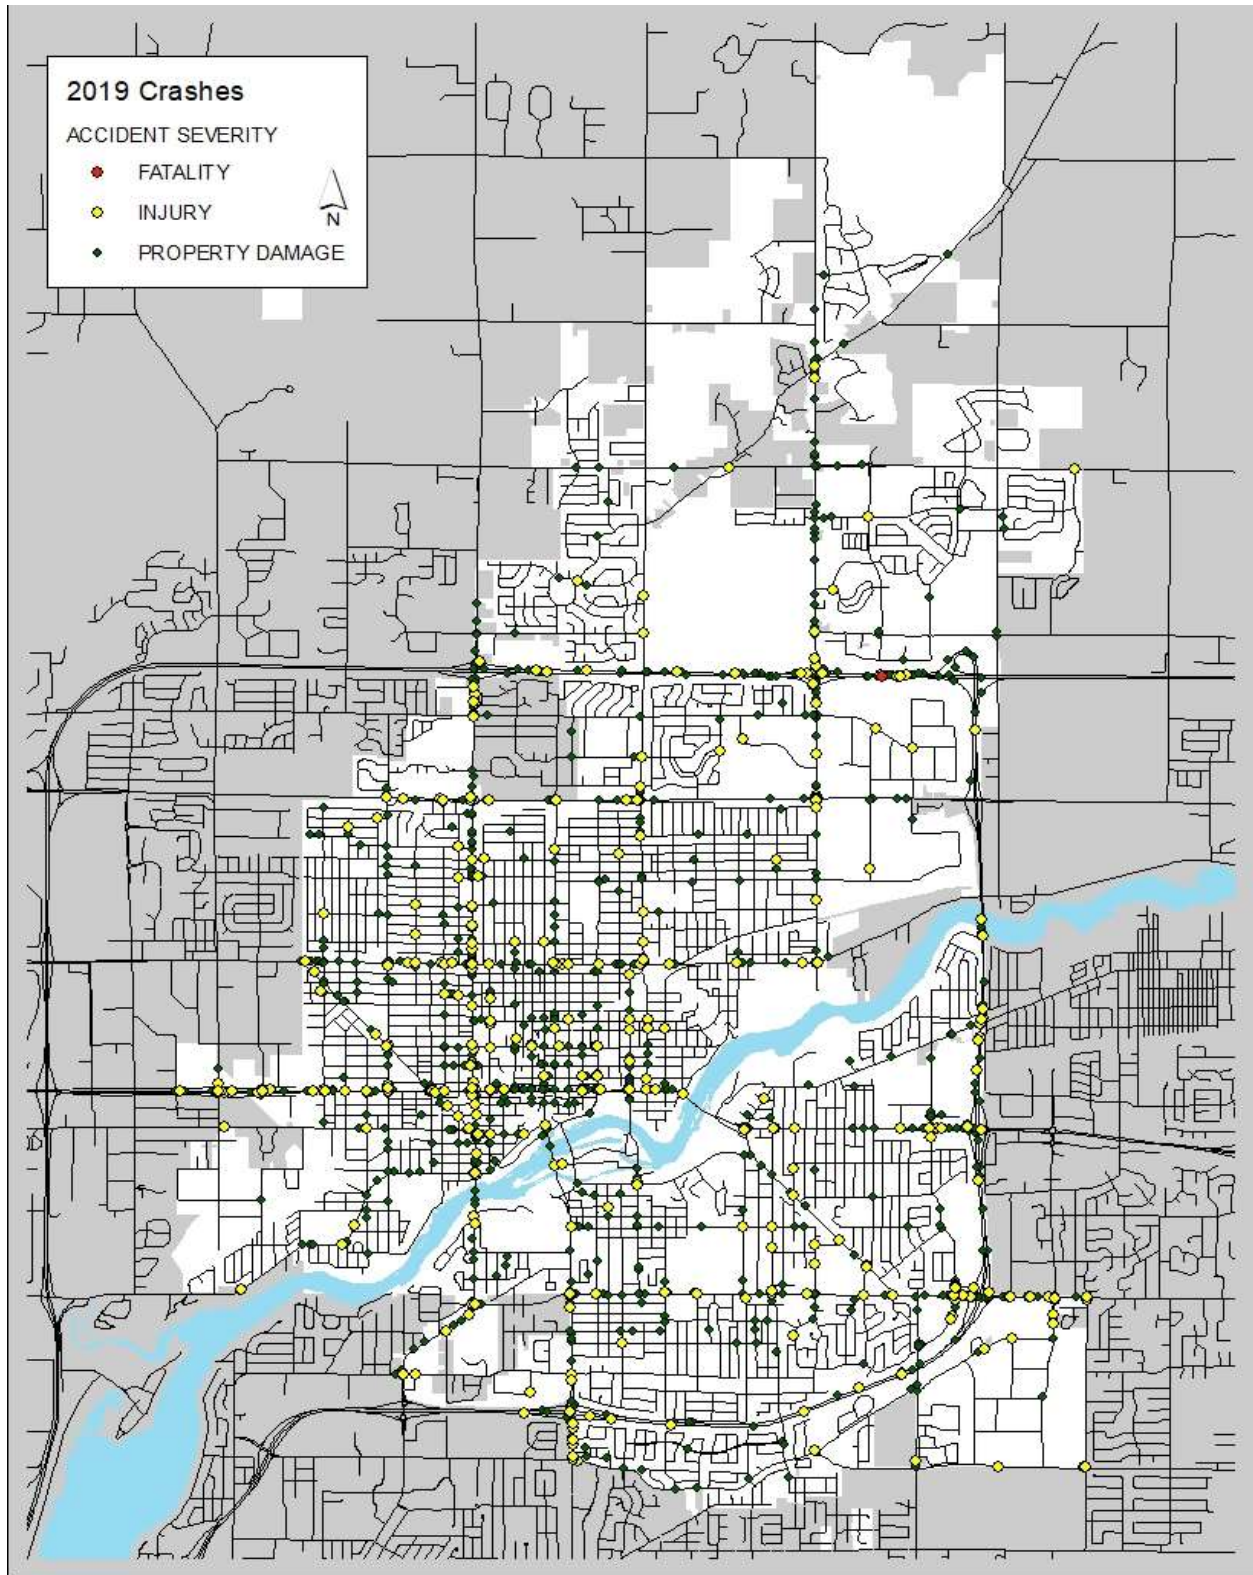 2019 Crashes
ACCIDENT SEVERITY
FATALITY
INJURY
PROPERTY DAMAGE
N